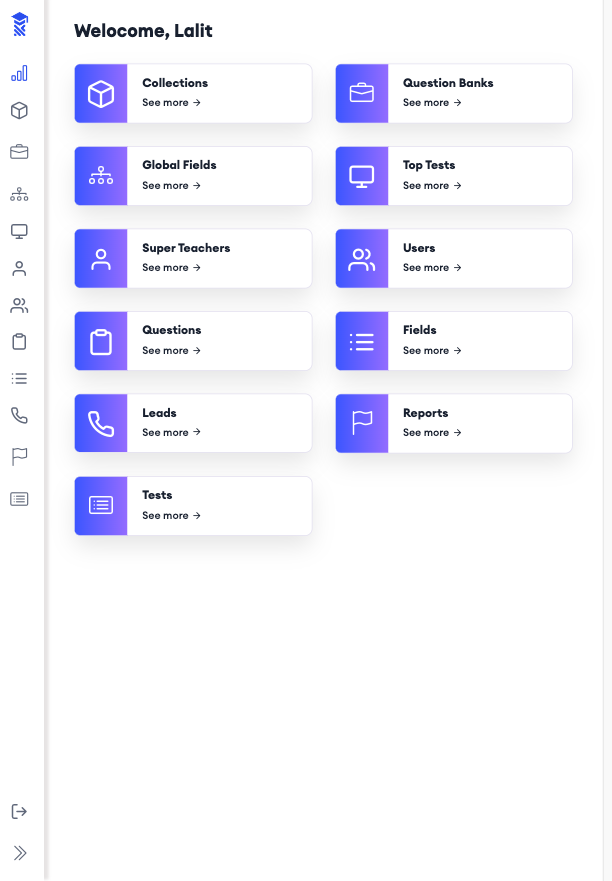 Welocome, Lalit
Collections
See more →
Question Banks
See more →
Global Fields
See more →
Top Tests
See more →
Super Teachers
See more →
Users
See more →
Questions
See more →
Fields
See more →
Leads
See more →
Reports
See more →
Tests
See more →